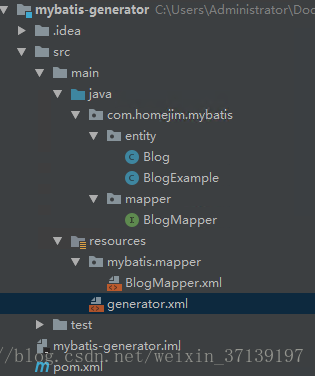 mybatis-generator C:\Users\Administrator\Doc
.idea
src
main
java
com.homejim.mybatis
entity
Blog
BlogExample
mapper
BlogMapper
resources
mybatis.mapper
BlogMapper.xml
generator.xml
test
mybatis-generator.iml
//blog.csdn.net/weixin_37139197
pom.xml